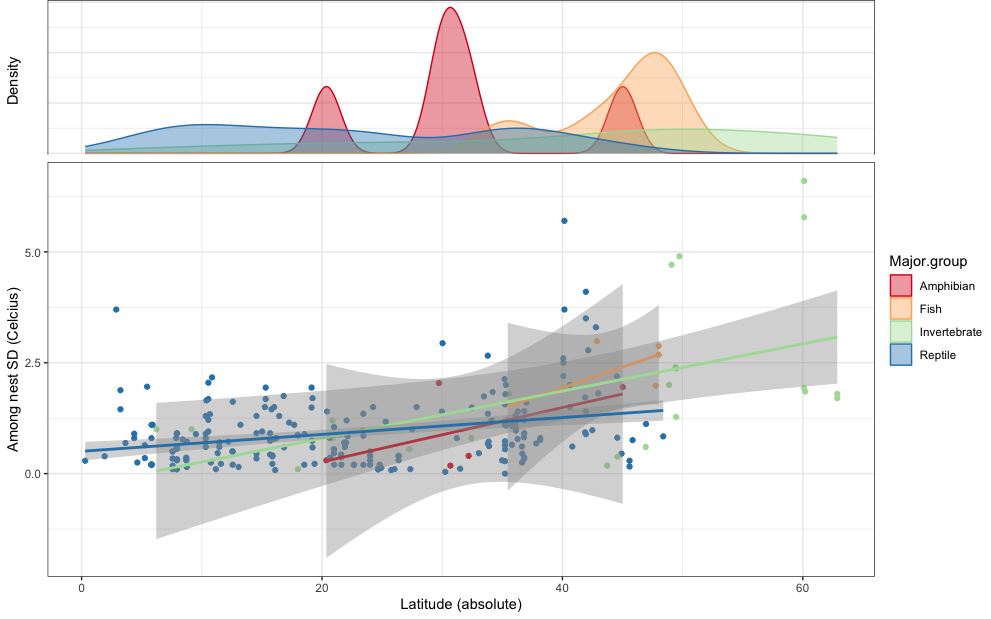 Density
Among nest SD (Celcius)
5.0
2.5
0.0
0
20
40
60
Latitude (absolute)
Major.group
Amphibian
Fish
Invertebrate
Reptile